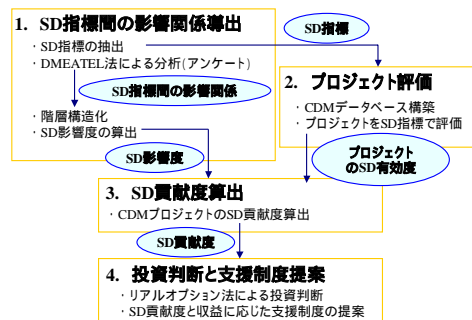 1. SD指標間の影響関係導出
・SD指標の抽出
・DMEATEL法による分析(アンケート)
SD指標間の影響関係
・階層構造化
・SD影響度の算出
SD指標
2. プロジェクト評価
・CDMデータベース構築
・プロジェクトをSD指標で評価
SD影響度
プロジェクト
のSD有効度
3. SD貢献度算出
・CDMプロジェクトのSD貢献度算出
SD貢献度
4. 投資判断と支援制度提案
・リアルオプション法による投資判断
・SD貢献度と収益に応じた支援制度の提案